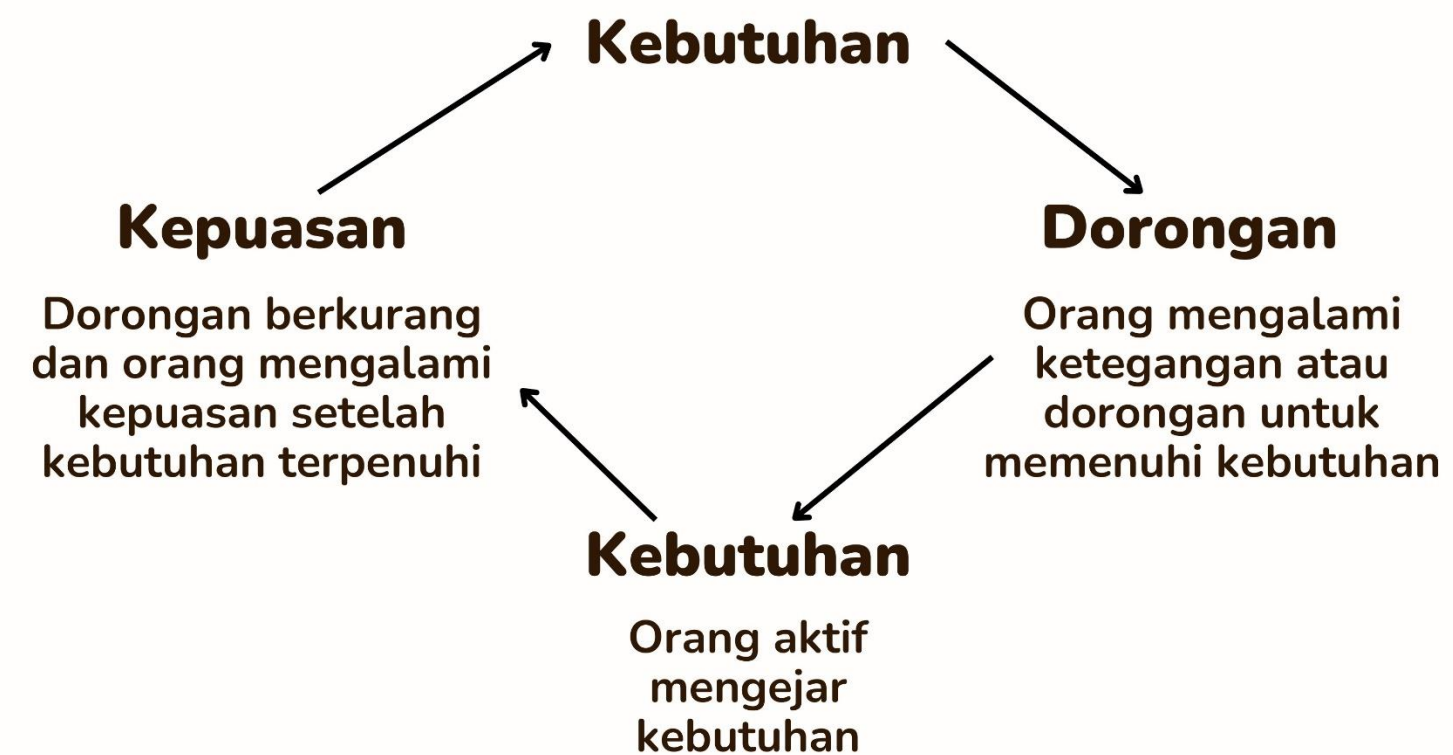 Kebutuhan
Kepuasan
Dorongan
Dorongan berkurang
dan orang mengalami
kepuasan setelah
kebutuhan terpenuhi
Orang mengalami
ketegangan atau
dorongan untuk
memenuhi kebutuhan
Kebutuhan
Orang aktif
mengejar
kebutuhan